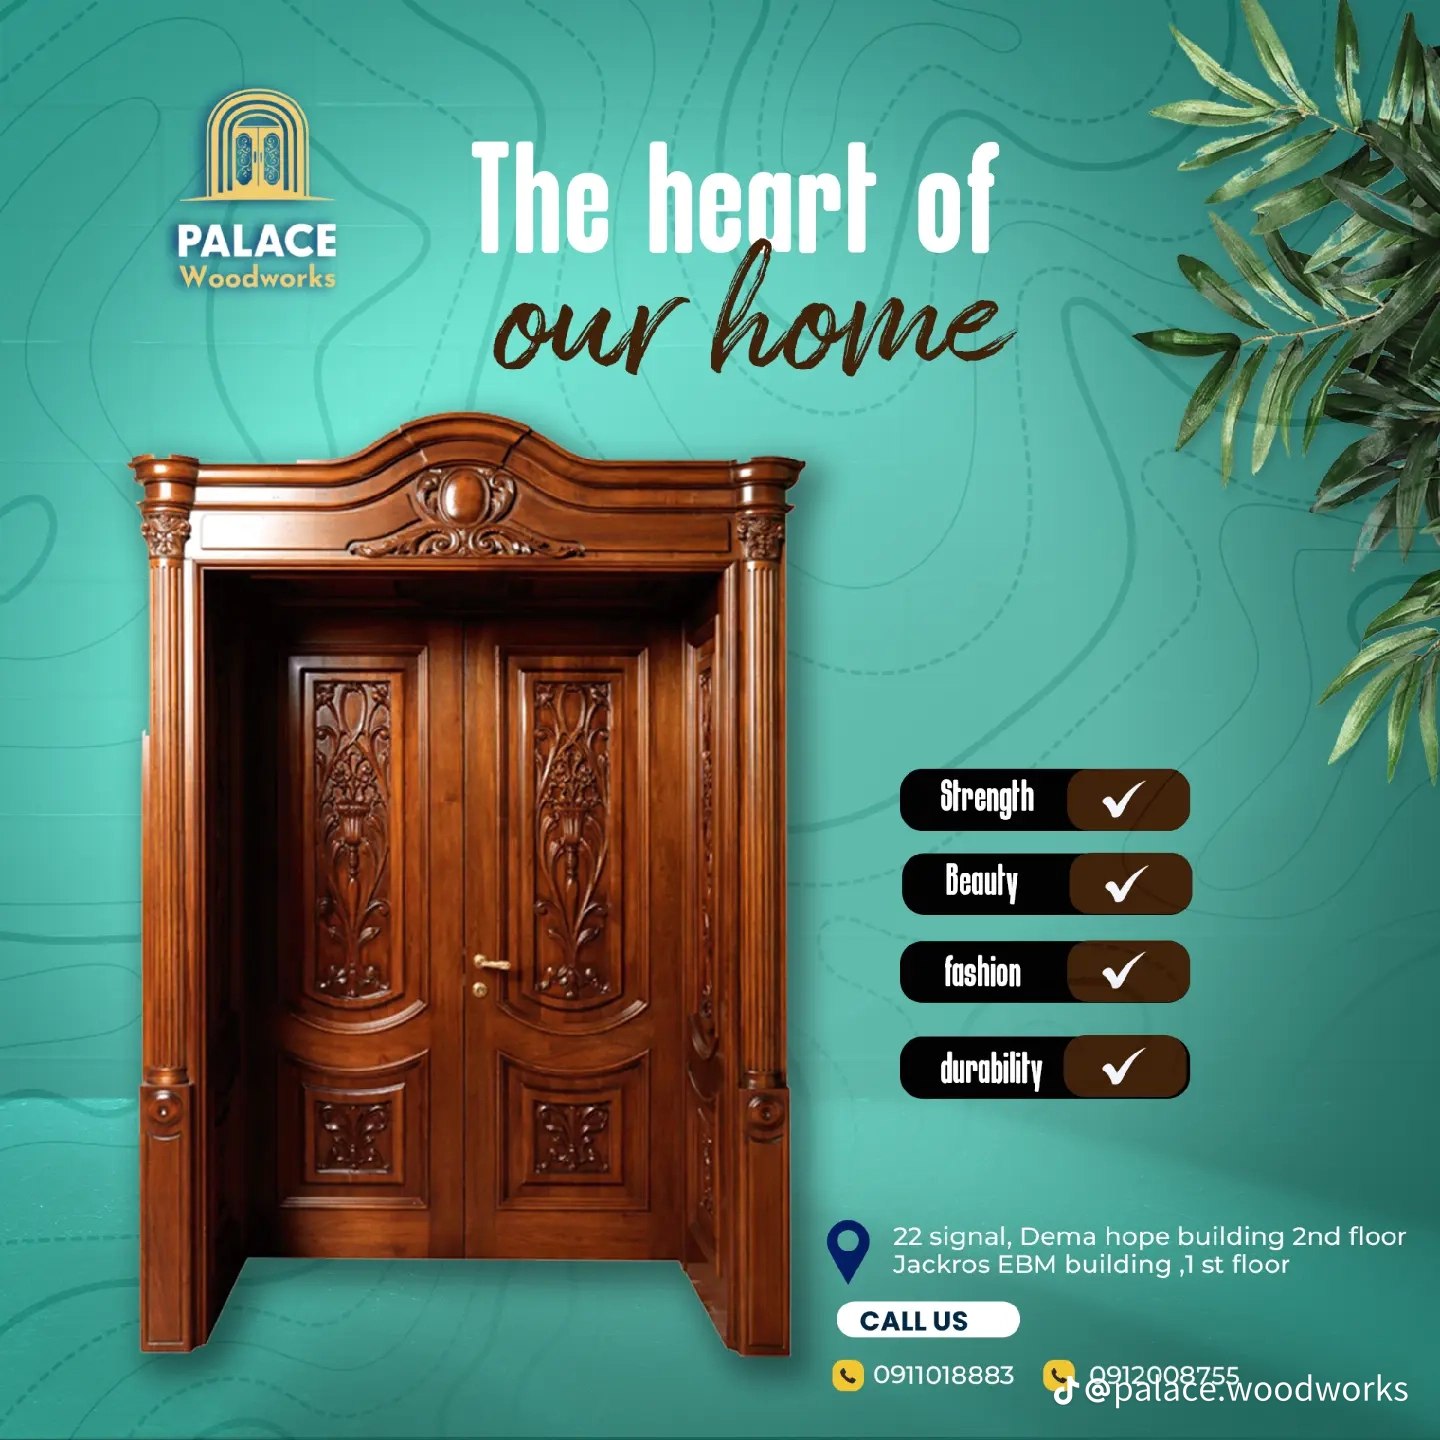 PALACE
Woodworks
The heart of
our home
Strength
Beauty
fashion
durability
22 signal, Dema hope building 2nd floor
Jackros EBM building ,1 st floor
CALL US
0911018883
0912008755
@palace.woodworks